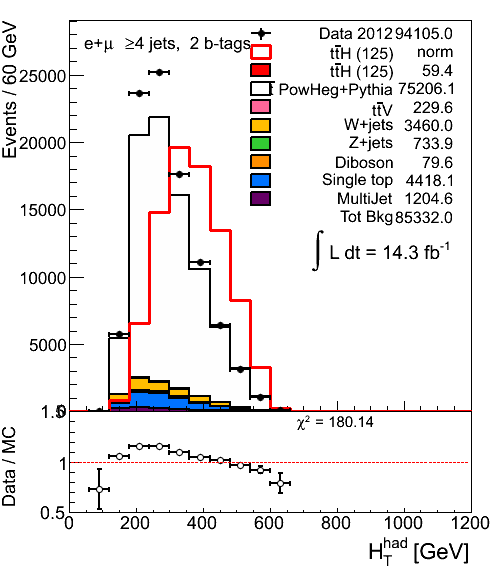 e+μ ≥4 jets, 2 b-tags
Data 2012 94105.0
tt̄H (125) norm
tt̄H (125) 59.4
PowHeg+Pythia 75206.1
tt̄V 229.6
W+jets 3460.0
Z+jets 733.9
Diboson 79.6
Single top 4418.1
MultiJet 1204.6
Tot Bkg 85332.0
∫ L dt = 14.3 fb⁻¹
Events / 60 GeV
25000
20000
15000
10000
5000
χ² = 180.14
Data / MC
1.5
1
0.5
0 200 400 600 800 1000 1200
H_T^had [GeV]